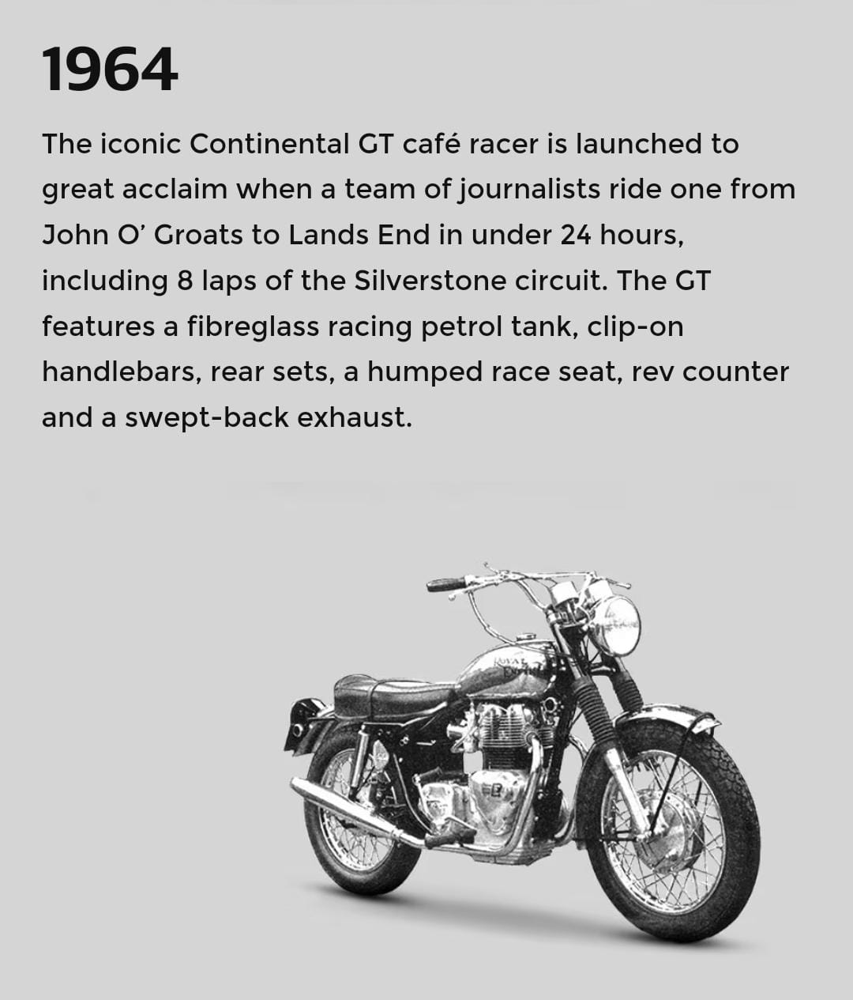 1964
The iconic Continental GT café racer is launched to
great acclaim when a team of journalists ride one from
John O’ Groats to Lands End in under 24 hours,
including 8 laps of the Silverstone circuit. The GT
features a fibreglass racing petrol tank, clip-on
handlebars, rear sets, a humped race seat, rev counter
and a swept-back exhaust.
ROYAL
ENFIELD